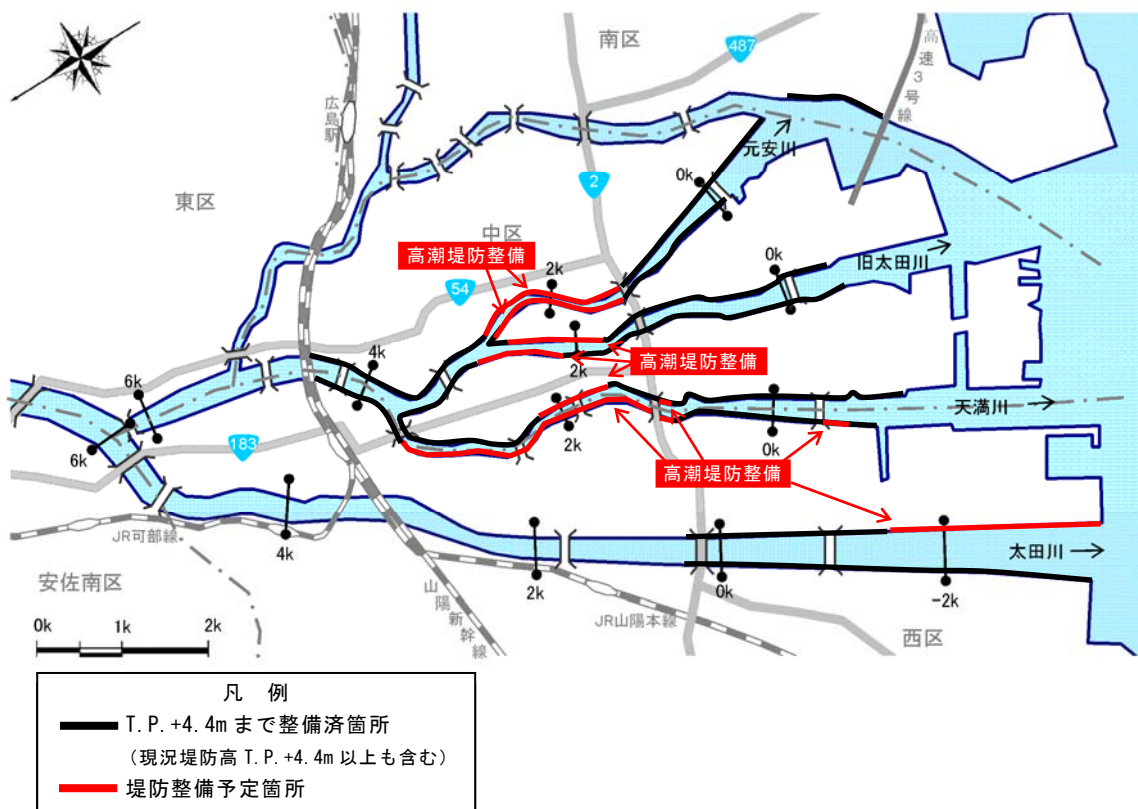 南区
487
高速3号線
広島駅
元安川
0k
2
東区
中区
高潮堤防整備
2k
0k
旧太田川
54
4k
高潮堤防整備
2k
6k
天満川
183
2k
0k
6k
高潮堤防整備
JR可部線
4k
太田川
安佐南区
2k
0k
-2k
山陽新幹線
JR山陽本線
西区
0k 1k 2k
凡 例
T.P.+4.4mまで整備済箇所
（現況堤防高T.P.+4.4m以上も含む）
堤防整備予定箇所